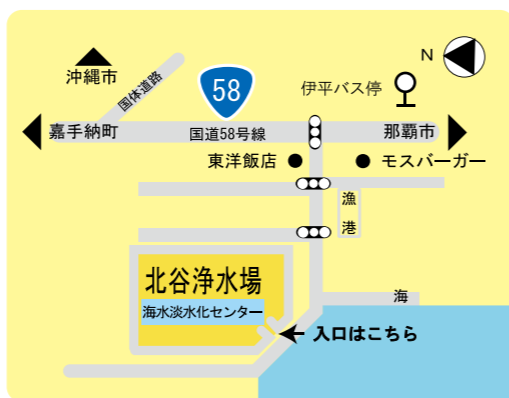 N
沖縄市
国体道路
58
伊平バス停
嘉手納町
国道58号線
那覇市
東洋飯店
モスバーガー
漁港
北谷浄水場
海水淡水化センター
海
入口はこちら